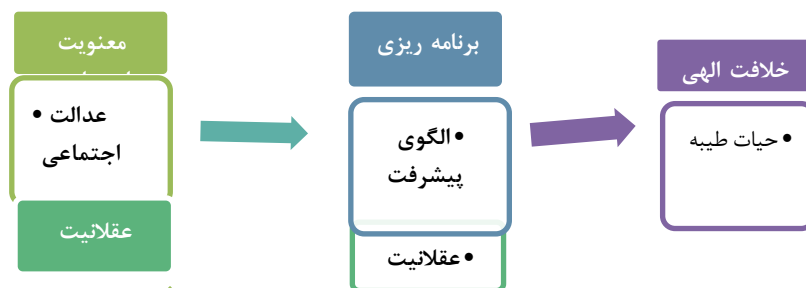 معنویت
• عدالت
اجتماعی
عقلانیت
برنامه ریزی
• الگوی
پیشرفت
• عقلانیت
خلافت الهی
• حیات طیبه